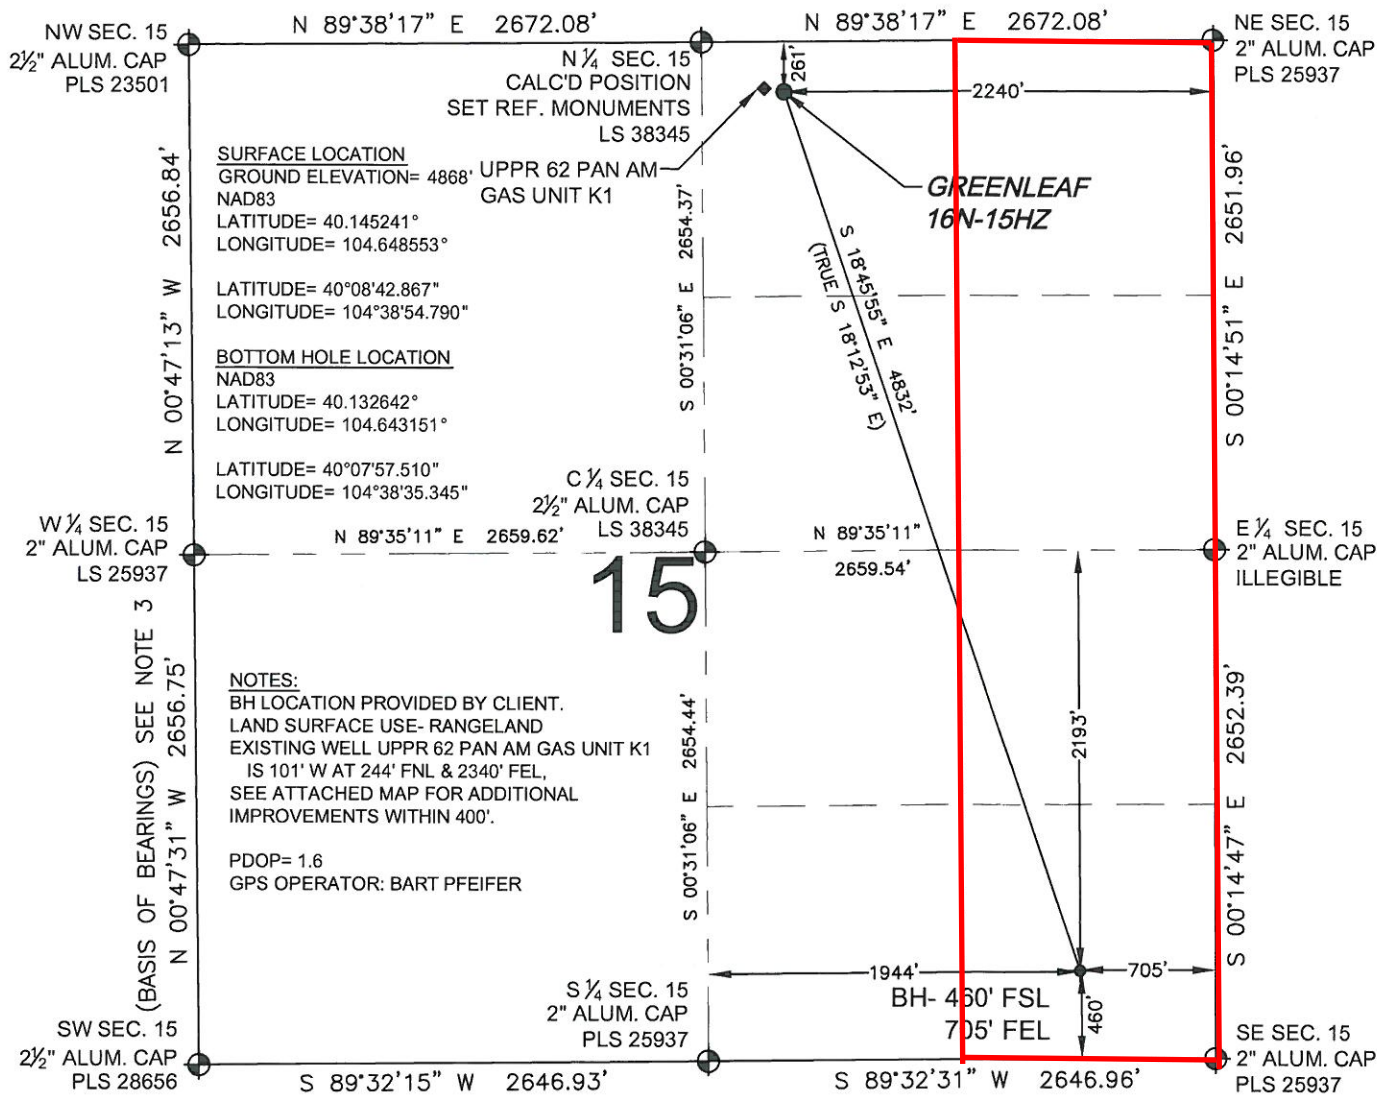 NW SEC. 15
2½" ALUM. CAP
PLS 23501
N 89°38'17" E 2672.08'
N 89°38'17" E 2672.08'
NE SEC. 15
2" ALUM. CAP
PLS 25937
N ¼ SEC. 15
CALC'D POSITION
SET REF. MONUMENTS
LS 38345
261'
2240'
UPPR 62 PAN AM
GAS UNIT K1
GREENLEAF
16N-15HZ
SURFACE LOCATION
GROUND ELEVATION= 4868'
NAD83
LATITUDE= 40.145241°
LONGITUDE= 104.648553°
LATITUDE= 40°08'42.867"
LONGITUDE= 104°38'54.790"
BOTTOM HOLE LOCATION
NAD83
LATITUDE= 40.132642°
LONGITUDE= 104.643151°
LATITUDE= 40°07'57.510"
LONGITUDE= 104°38'35.345"
N 00°47'13" W 2656.84'
S 00°31'06" E 2654.37'
S 18°45'55" E 4832'
(TRUE S 18°12'53" E)
S 00°14'51" E 2651.96'
C ¼ SEC. 15
2½" ALUM. CAP
LS 38345
W ¼ SEC. 15
2" ALUM. CAP
LS 25937
N 89°35'11" E 2659.62'
N 89°35'11"
2659.54'
E ¼ SEC. 15
2" ALUM. CAP
ILLEGIBLE
15
(BASIS OF BEARINGS) SEE NOTE 3
N 00°47'31" W 2656.75'
NOTES:
BH LOCATION PROVIDED BY CLIENT.
LAND SURFACE USE- RANGELAND
EXISTING WELL UPPR 62 PAN AM GAS UNIT K1
IS 101' W AT 244' FNL & 2340' FEL,
SEE ATTACHED MAP FOR ADDITIONAL
IMPROVEMENTS WITHIN 400'.
PDOP= 1.6
GPS OPERATOR: BART PFEIFER
S 00°31'06" E 2654.44'
2193'
S 00°14'47" E 2652.39'
1944'
705'
BH- 460' FSL
705' FEL
460'
S ¼ SEC. 15
2" ALUM. CAP
PLS 25937
SW SEC. 15
2½" ALUM. CAP
PLS 28656
S 89°32'15" W 2646.93'
S 89°32'31" W 2646.96'
SE SEC. 15
2" ALUM. CAP
PLS 25937